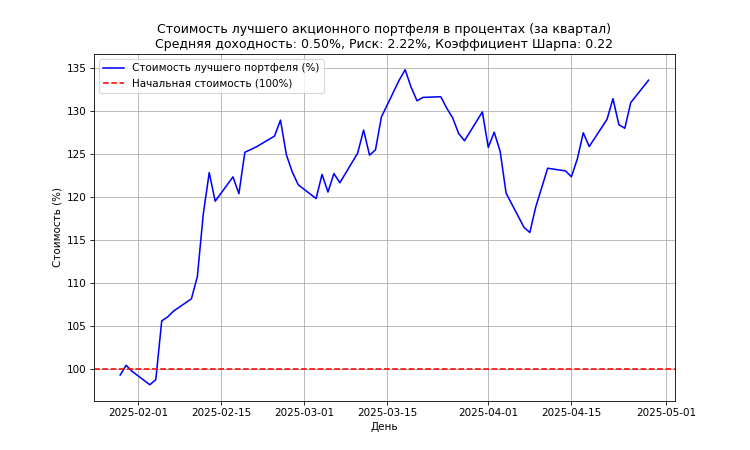 Стоимость лучшего акционного портфеля в процентах (за квартал)
Средняя доходность: 0.50%, Риск: 2.22%, Коэффициент Шарпа: 0.22
Стоимость лучшего портфеля (%)
Начальная стоимость (100%)
Стоимость (%)
135
130
125
120
115
110
105
100
2025-02-01
2025-02-15
2025-03-01
2025-03-15
2025-04-01
2025-04-15
2025-05-01
День